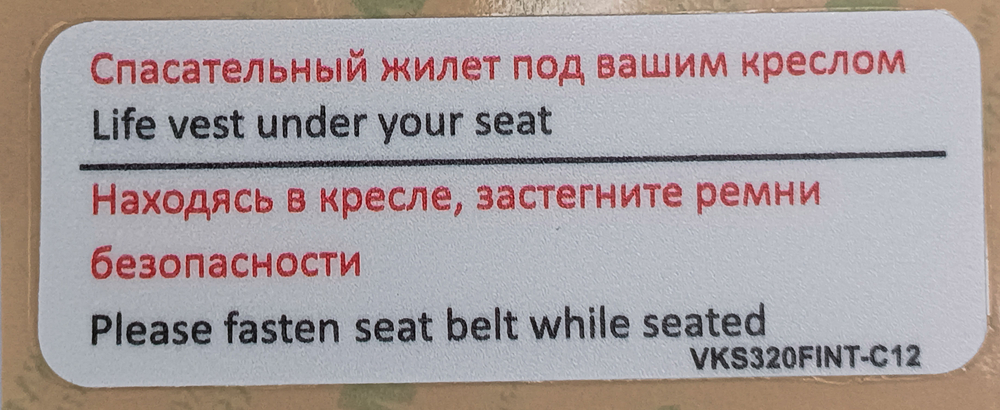 Спасательный жилет под вашим креслом
Life vest under your seat
Находясь в кресле, застегните ремни
безопасности
Please fasten seat belt while seated
VKS320FINT-C12